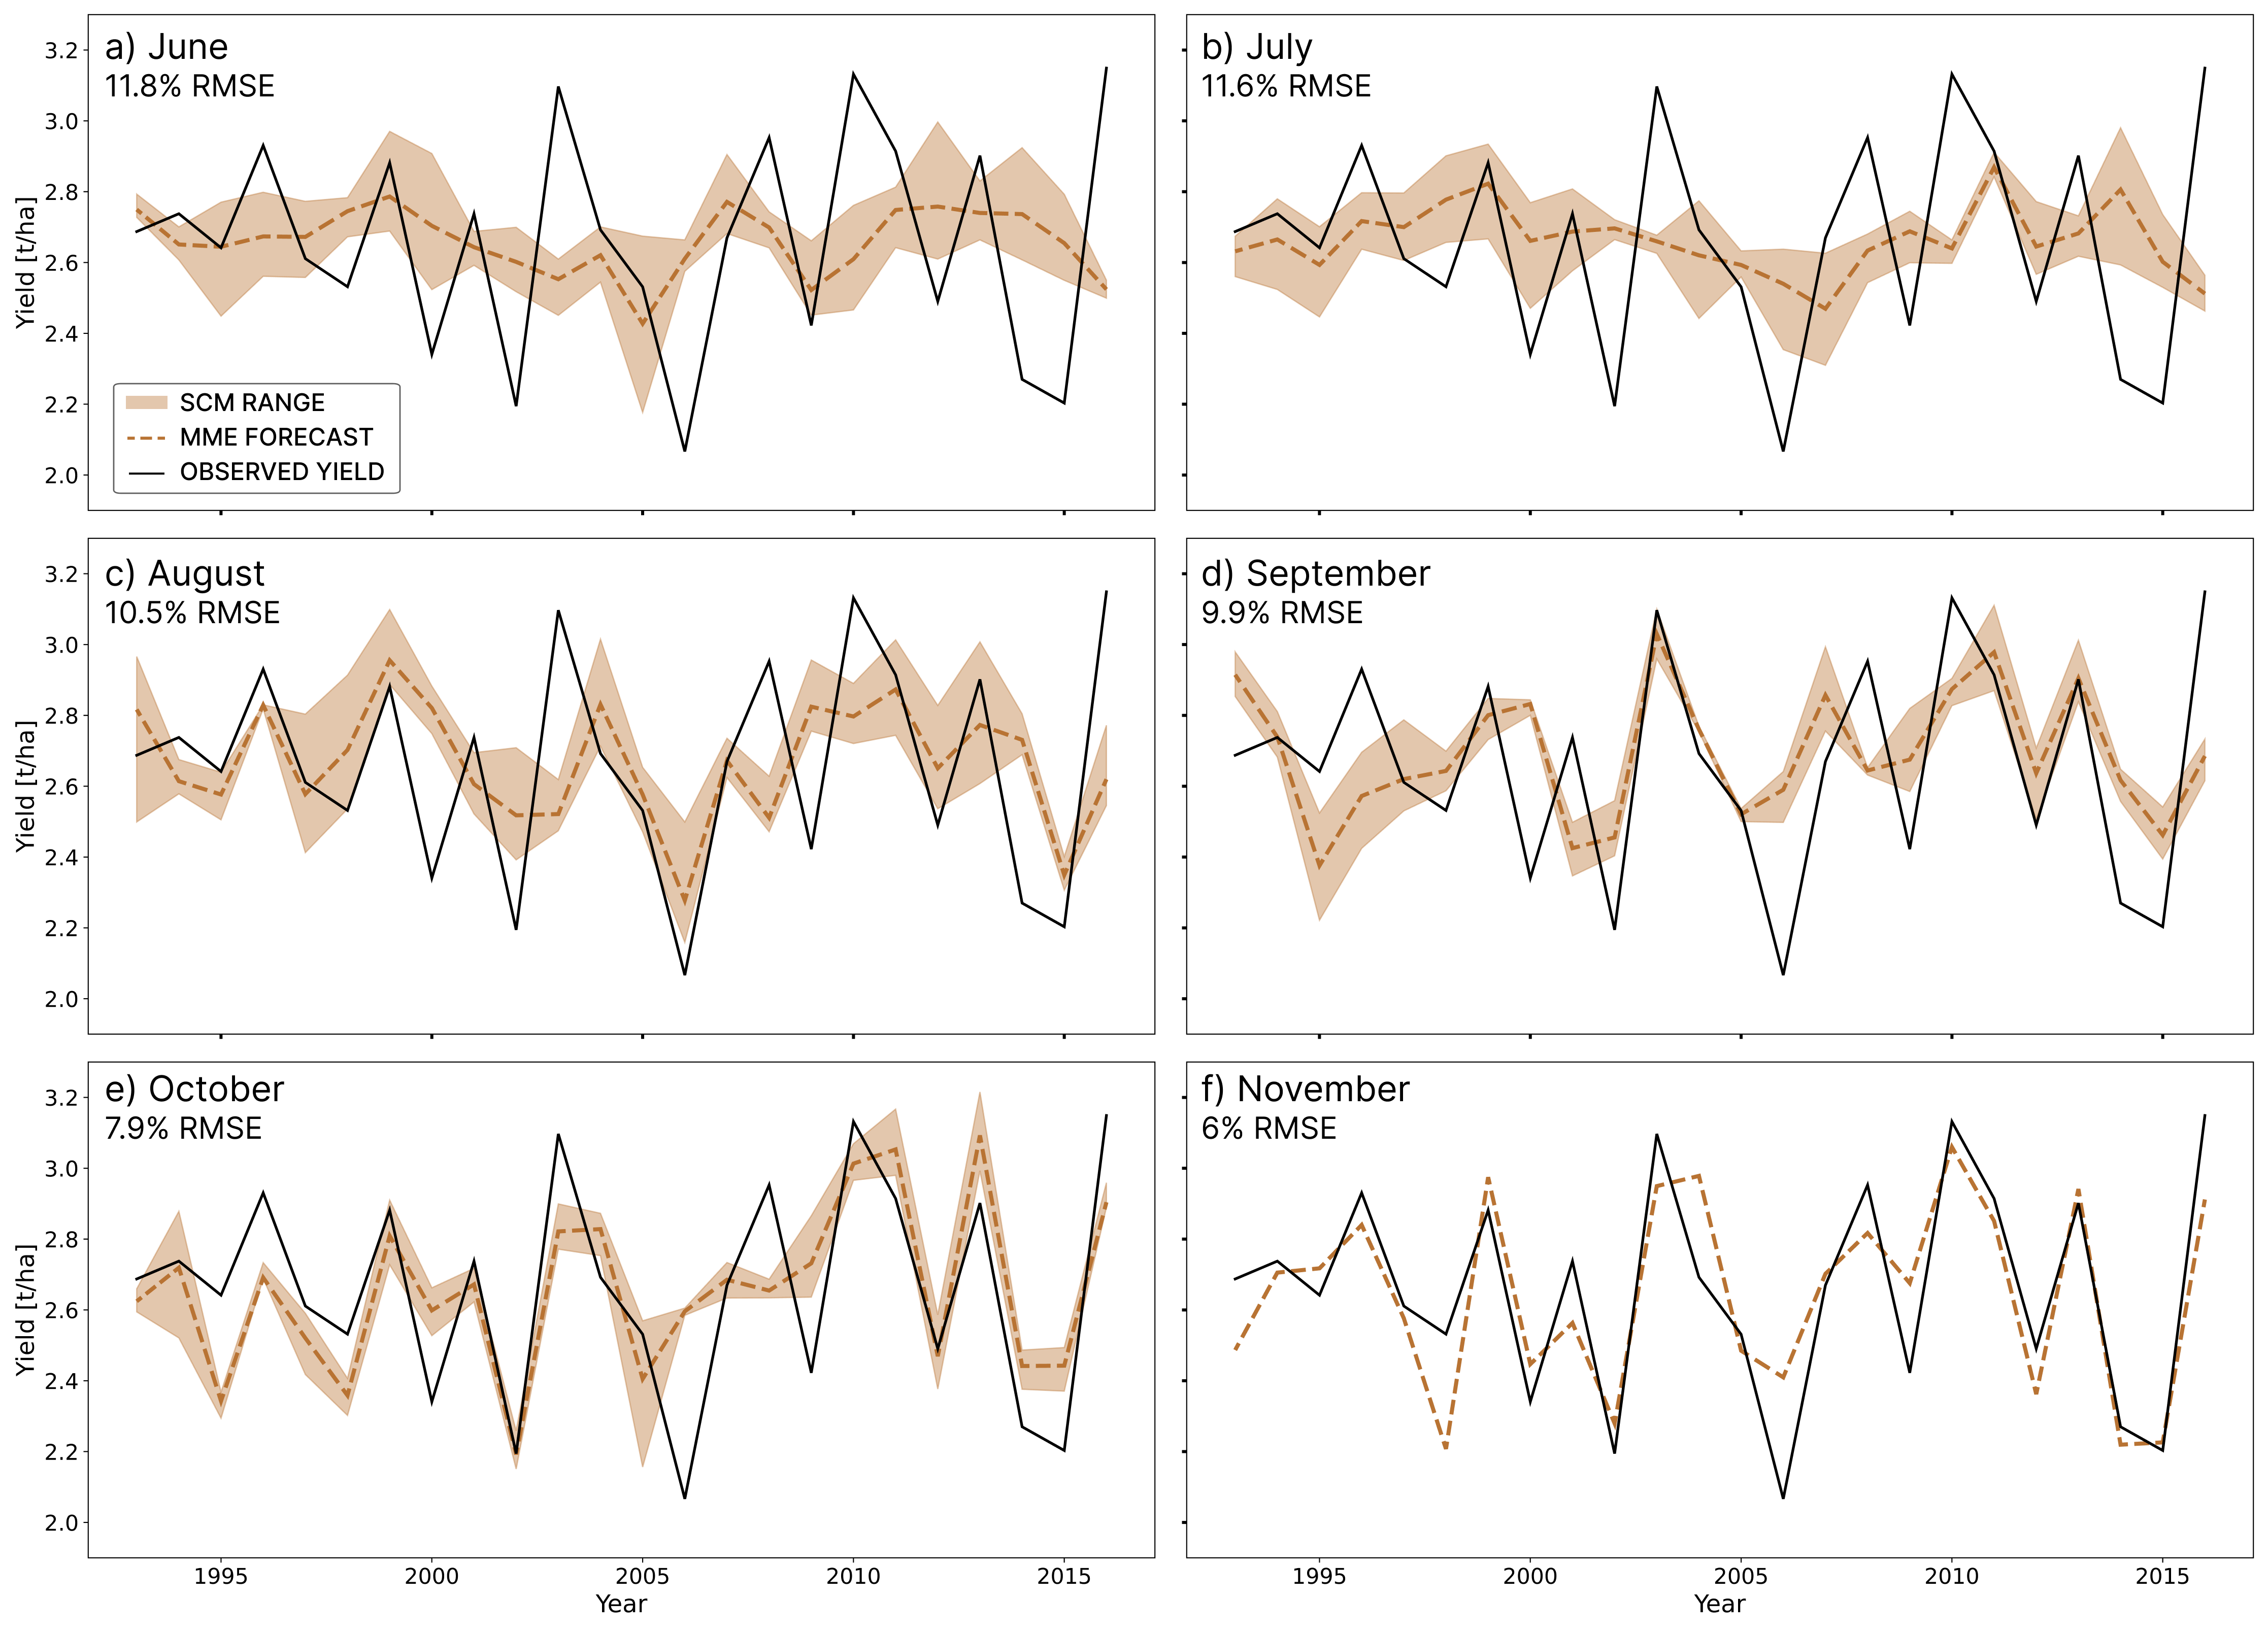 a) June
11.8% RMSE
3.2
3.0
2.8
2.6
2.4
2.2
2.0
Yield [t/ha]
SCM RANGE
MME FORECAST
OBSERVED YIELD
b) July
11.6% RMSE
c) August
10.5% RMSE
3.2
3.0
2.8
2.6
2.4
2.2
2.0
Yield [t/ha]
d) September
9.9% RMSE
e) October
7.9% RMSE
3.2
3.0
2.8
2.6
2.4
2.2
2.0
Yield [t/ha]
1995 2000 2005 2010 2015
Year
f) November
6% RMSE
1995 2000 2005 2010 2015
Year